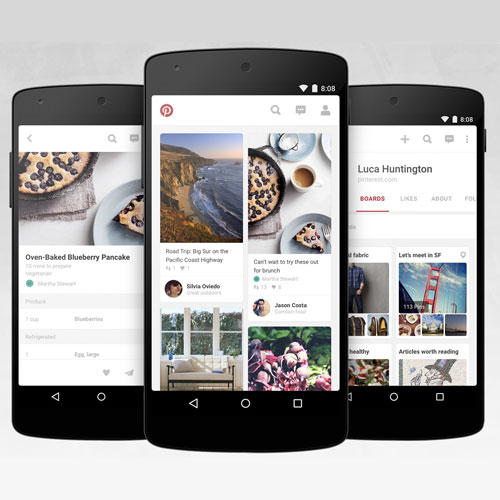 Oven-Baked Blueberry Pancake
15 mins to prepare
Vegetarian
Martha Stewart
Produce
1 cup Blueberries
Refrigerated
1 Egg, large
8:08
Road Trip: Big Sur on the
Pacific Coast Highway
1 1
Silvia Oviedo
Great outdoors
Can't wait to try these out
for brunch
Martha Stewart
13 8
Jason Costa
Comfort food
8:08
Luca Huntington
pinterest.com
BOARDS LIKES ABOUT FOL
al fabric
Let's meet in SF
113 Pins
healthy
Articles worth reading